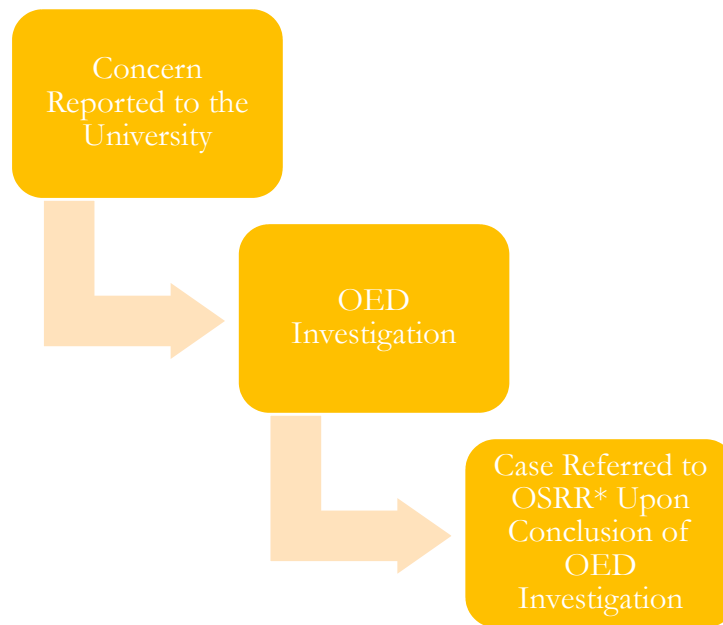 Concern
Reported to the
University
OED
Investigation
Case Referred to
OSRR* Upon
Conclusion of
OED
Investigation